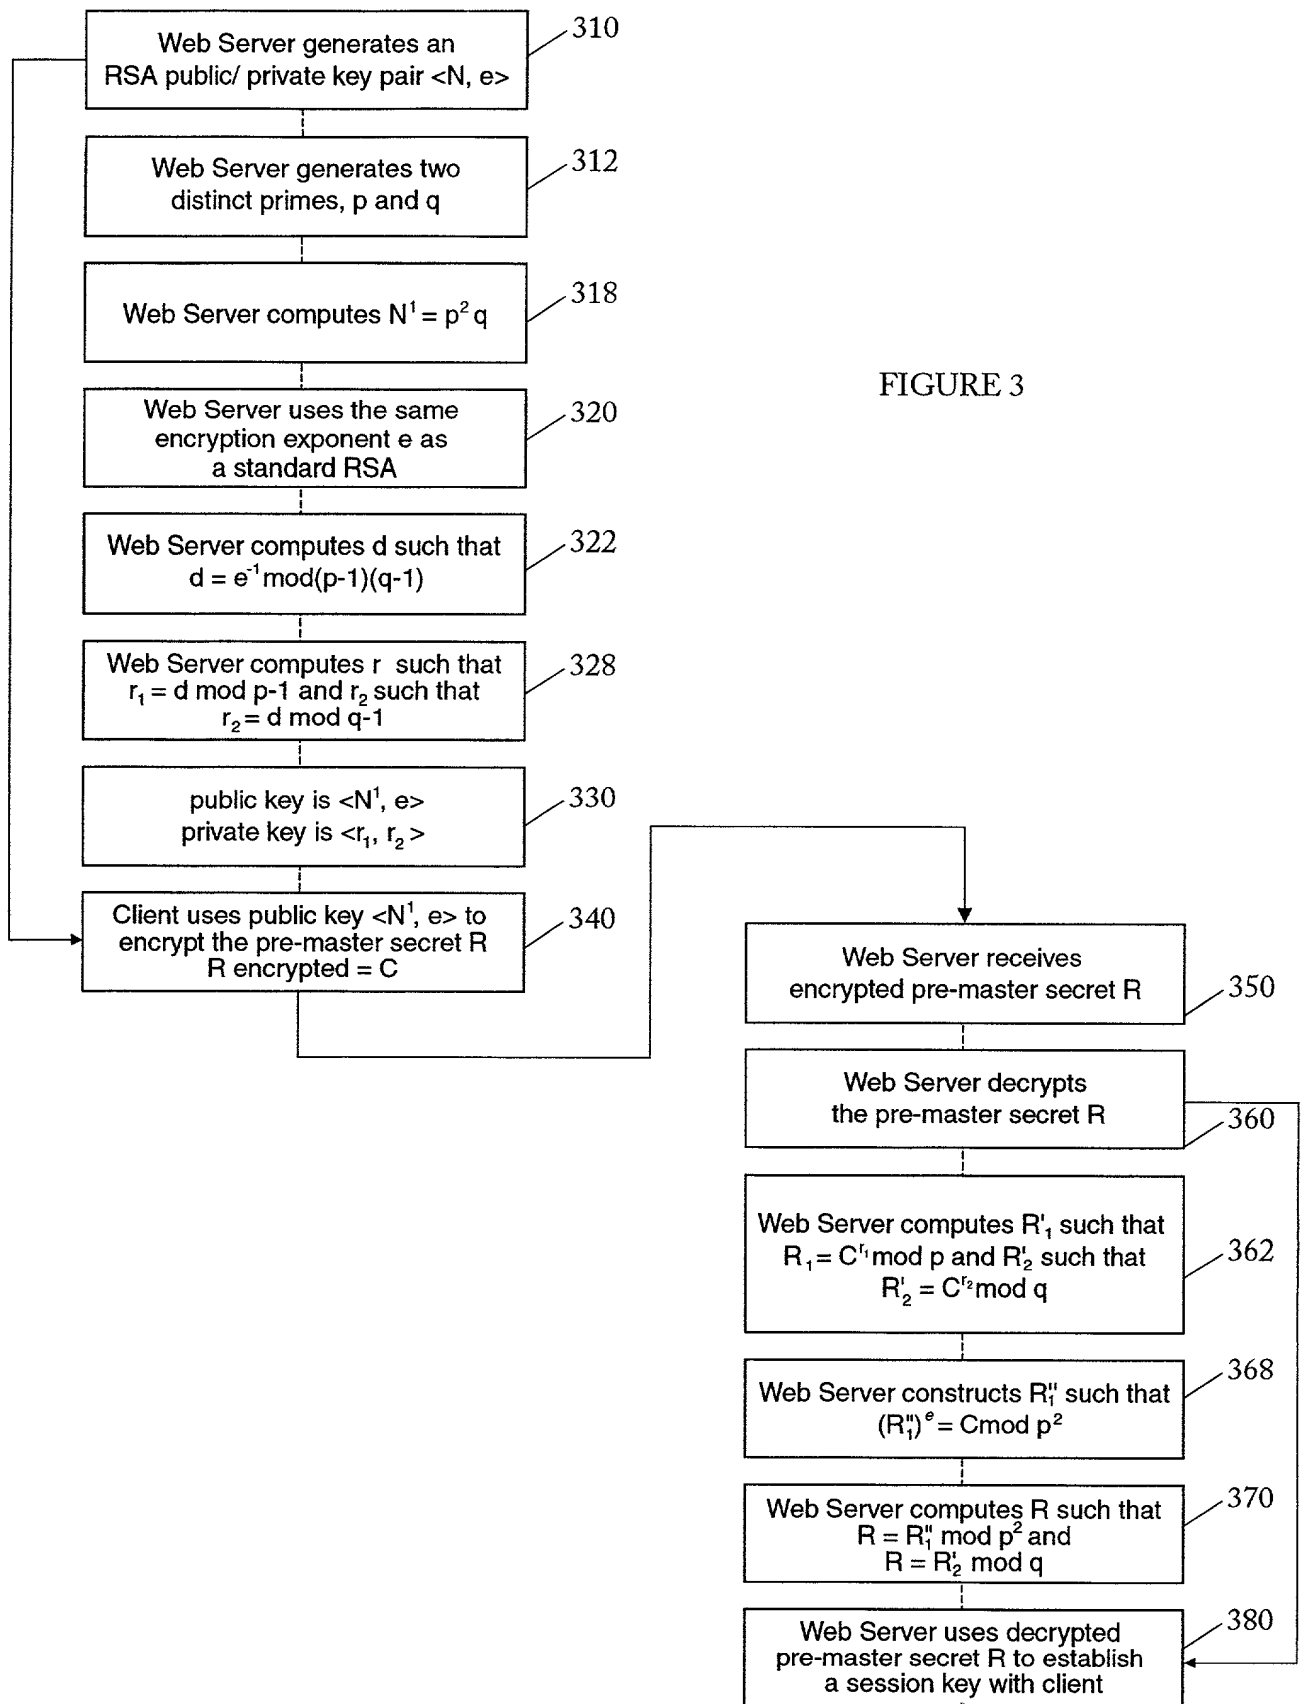 Web Server generates an
RSA public/ private key pair <N, e>
310
Web Server generates two
distinct primes, p and q
312
Web Server computes N¹ = p² q
318
Web Server uses the same
encryption exponent e as
a standard RSA
320
Web Server computes d such that
d = e⁻¹ mod(p-1)(q-1)
322
Web Server computes r such that
r₁ = d mod p-1 and r₂ such that
r₂ = d mod q-1
328
public key is <N¹, e>
private key is <r₁, r₂ >
330
Client uses public key <N¹, e> to
encrypt the pre-master secret R
R encrypted = C
340
FIGURE 3
Web Server receives
encrypted pre-master secret R
350
Web Server decrypts
the pre-master secret R
360
Web Server computes R'₁ such that
R₁ = C^r₁ mod p and R'₂ such that
R'₂ = C^r₂ mod q
362
Web Server constructs R''₁ such that
(R''₁)^e = Cmod p²
368
Web Server computes R such that
R = R''₁ mod p² and
R = R'₂ mod q
370
Web Server uses decrypted
pre-master secret R to establish
a session key with client
380